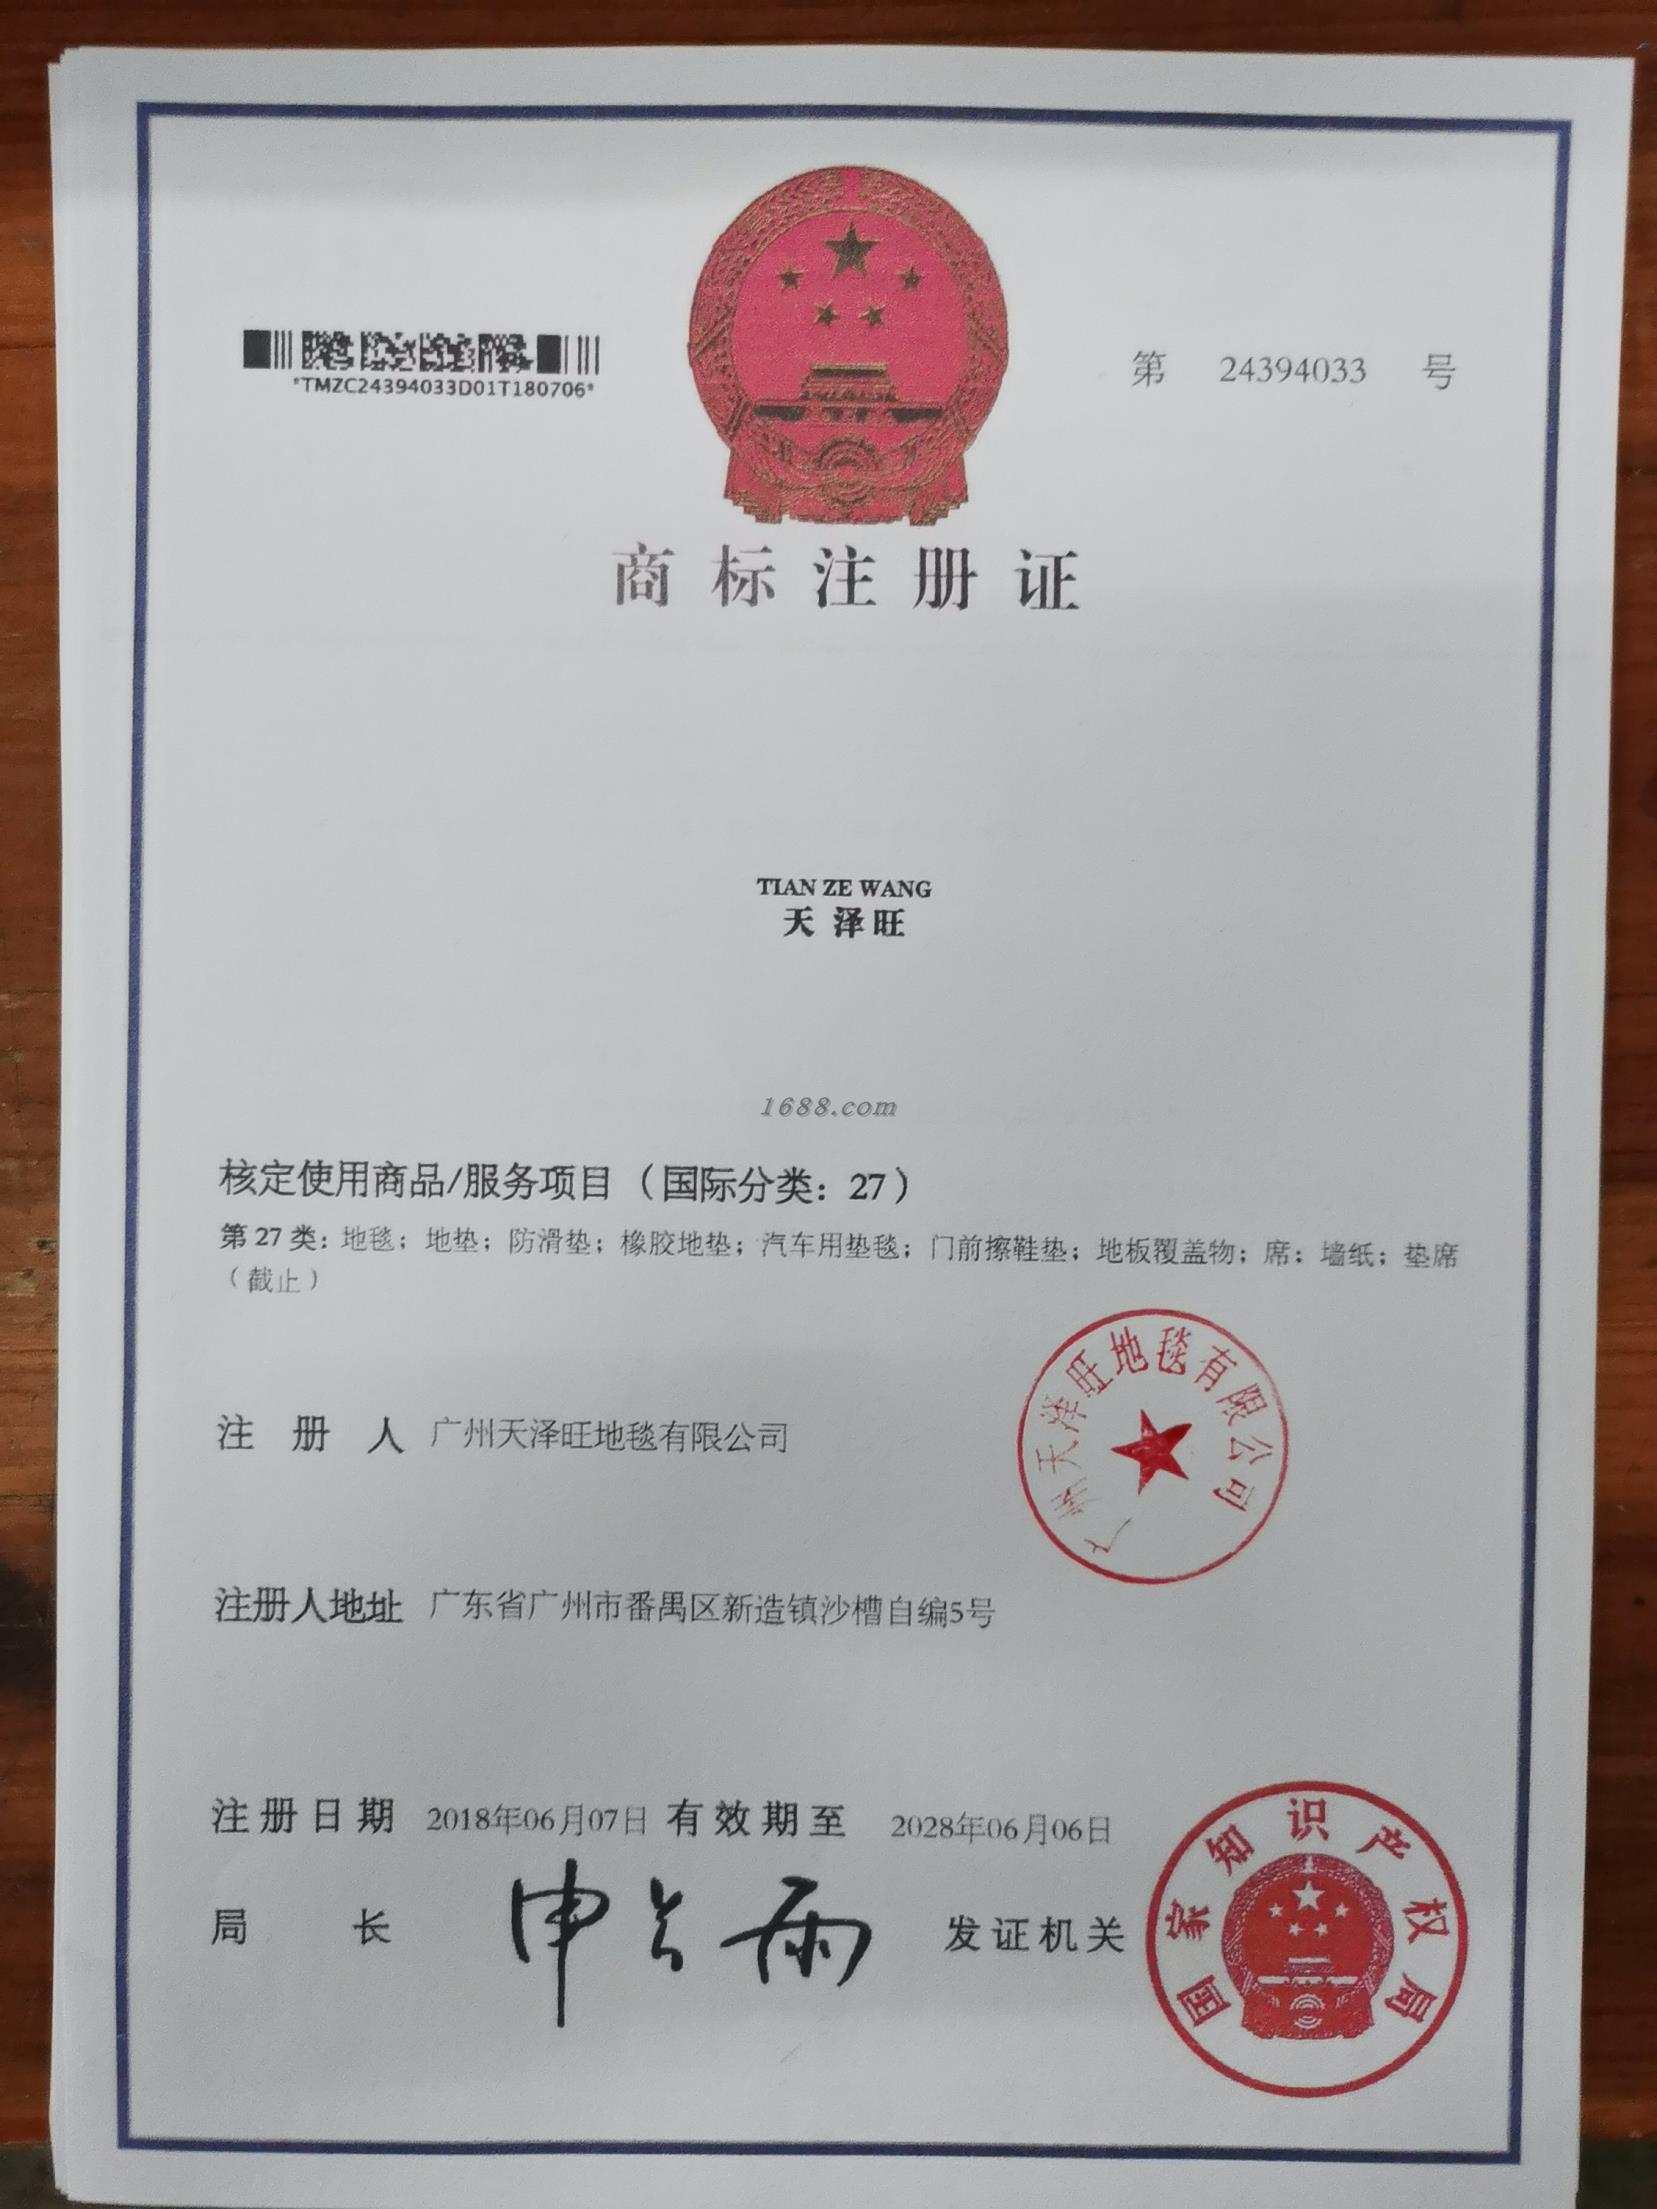 *TMZC24394033D01T180706*
第 24394033 号
商标注册证
TIAN ZE WANG
天泽旺
1688.com
核定使用商品/服务项目（国际分类：27）
第27类：地毯；地垫；防滑垫；橡胶地垫；汽车用垫毯；门前擦鞋垫；地板覆盖物；席；墙纸；垫席
（截止）
注册人 广州天泽旺地毯有限公司
广州天泽旺地毯有限公司
注册人地址 广东省广州市番禺区新造镇沙槽自编5号
注册日期 2018年06月07日 有效期至 2028年06月06日
局长 申长雨 发证机关
国家知识产权局